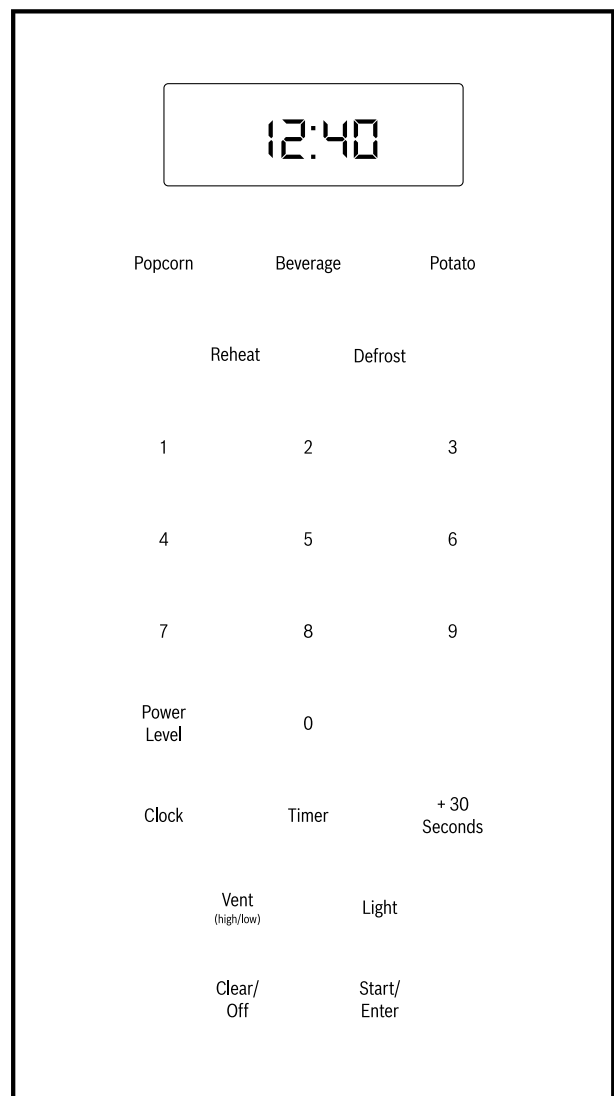 12:40
Popcorn Beverage Potato
Reheat Defrost
1 2 3
4 5 6
7 8 9
Power
Level
0
Clock Timer
+ 30
Seconds
Vent
(high/low)
Light
Clear/
Off
Start/
Enter